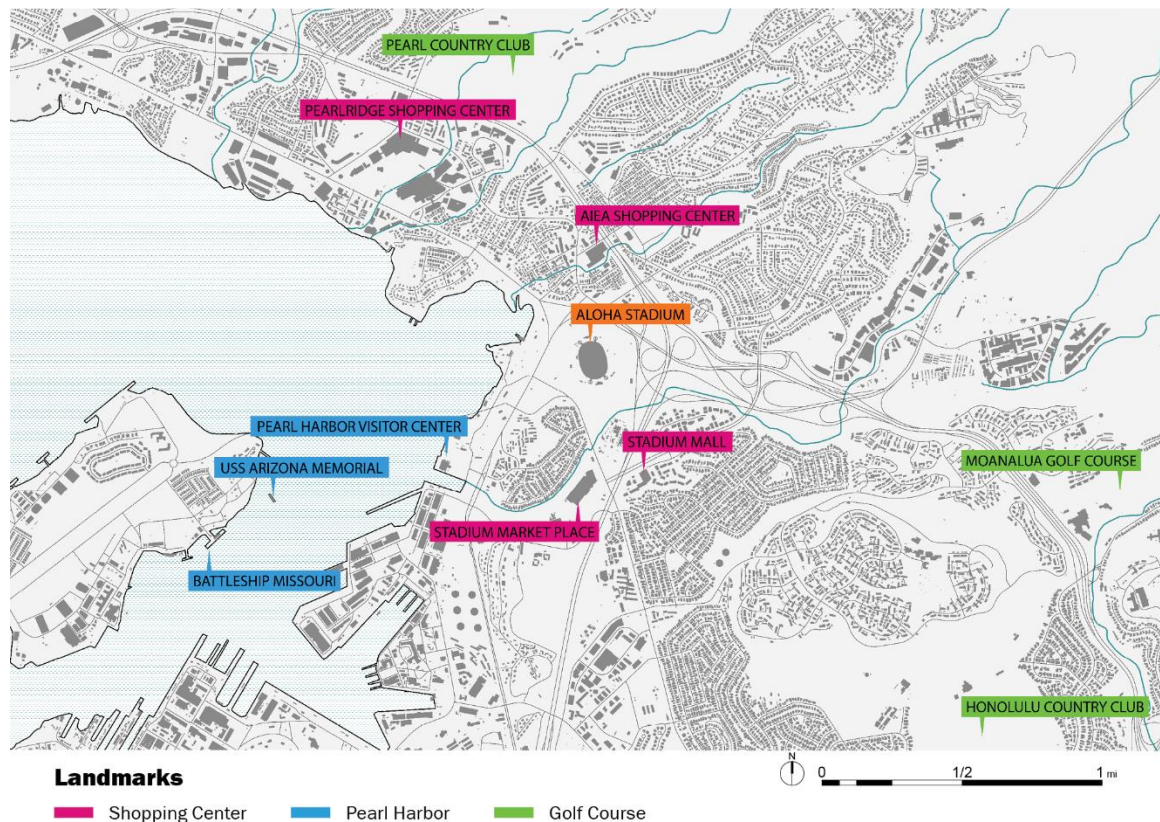 PEARL COUNTRY CLUB
PEARLRIDGE SHOPPING CENTER
AIEA SHOPPING CENTER
ALOHA STADIUM
PEARL HARBOR VISITOR CENTER
STADIUM MALL
USS ARIZONA MEMORIAL
MOANALUA GOLF COURSE
STADIUM MARKET PLACE
BATTLESHIP MISSOURI
HONOLULU COUNTRY CLUB
N
0 1/2 1 mi
Landmarks
Shopping Center Pearl Harbor Golf Course